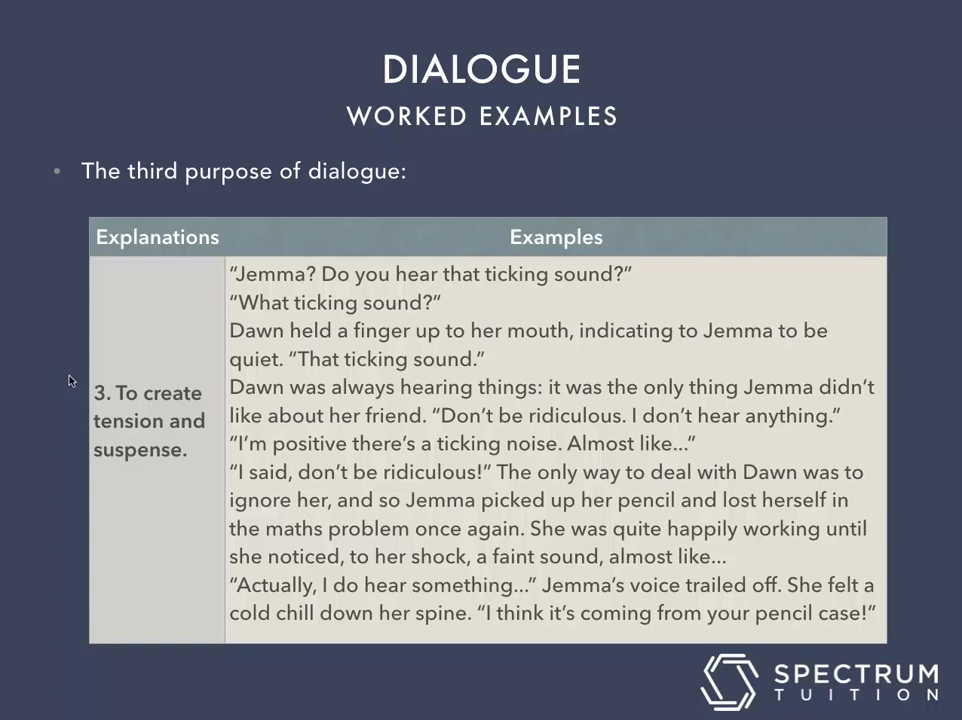 DIALOGUE
WORKED EXAMPLES
• The third purpose of dialogue:
Explanations
Examples
3. To create
tension and
suspense.
“Jemma? Do you hear that ticking sound?”
“What ticking sound?”
Dawn held a finger up to her mouth, indicating to Jemma to be
quiet. “That ticking sound.”
Dawn was always hearing things: it was the only thing Jemma didn’t
like about her friend. “Don’t be ridiculous. I don’t hear anything.”
“I’m positive there’s a ticking noise. Almost like...”
“I said, don’t be ridiculous!” The only way to deal with Dawn was to
ignore her, and so Jemma picked up her pencil and lost herself in
the maths problem once again. She was quite happily working until
she noticed, to her shock, a faint sound, almost like...
“Actually, I do hear something...” Jemma’s voice trailed off. She felt a
cold chill down her spine. “I think it’s coming from your pencil case!”
SPECTRUM
TUITION